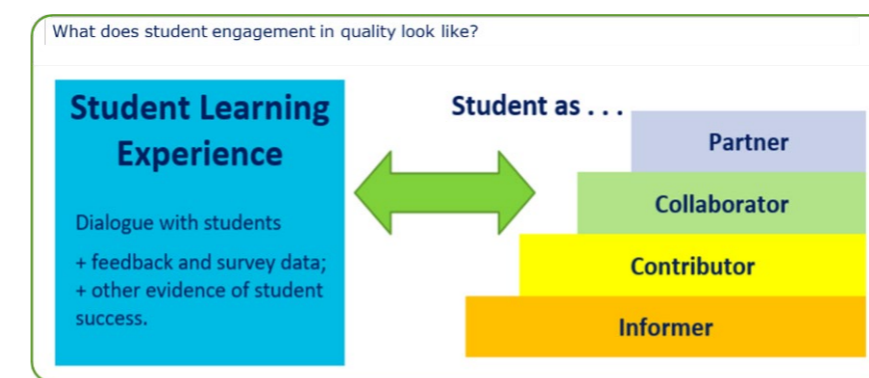 What does student engagement in quality look like?
Student Learning
Experience
Dialogue with students
+ feedback and survey data;
+ other evidence of student
success.
Student as . . .
Partner
Collaborator
Contributor
Informer